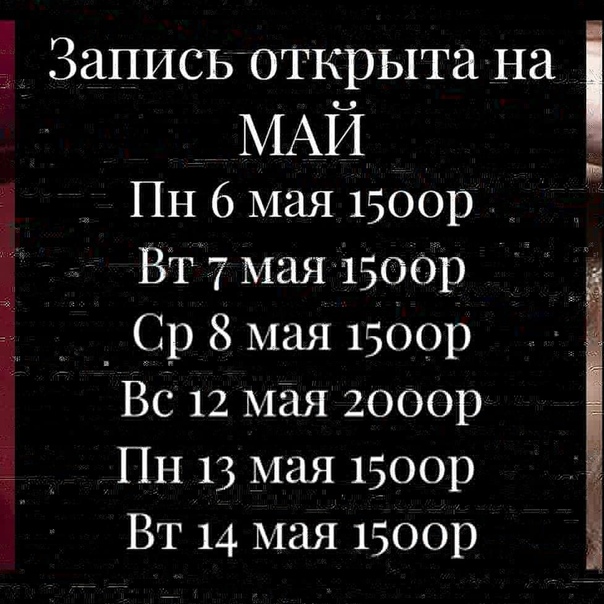 Запись открыта на
МАЙ
Пн 6 мая 1500р
Вт 7 мая 1500р
Ср 8 мая 1500р
Вс 12 мая 2000р
Пн 13 мая 1500р
Вт 14 мая 1500р